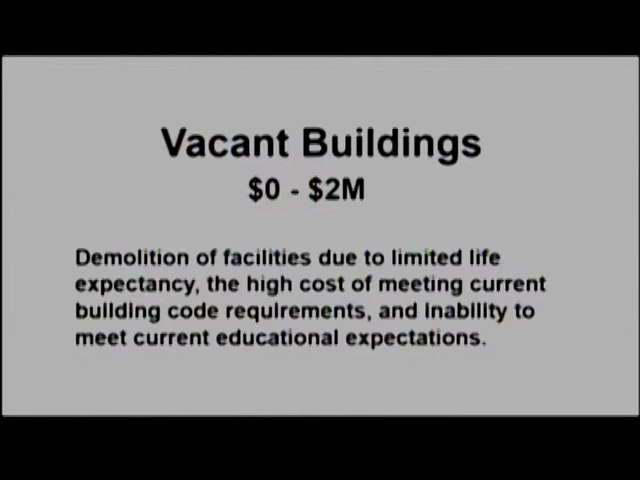 Vacant Buildings
$0 - $2M
Demolition of facilities due to limited life
expectancy, the high cost of meeting current
building code requirements, and inability to
meet current educational expectations.